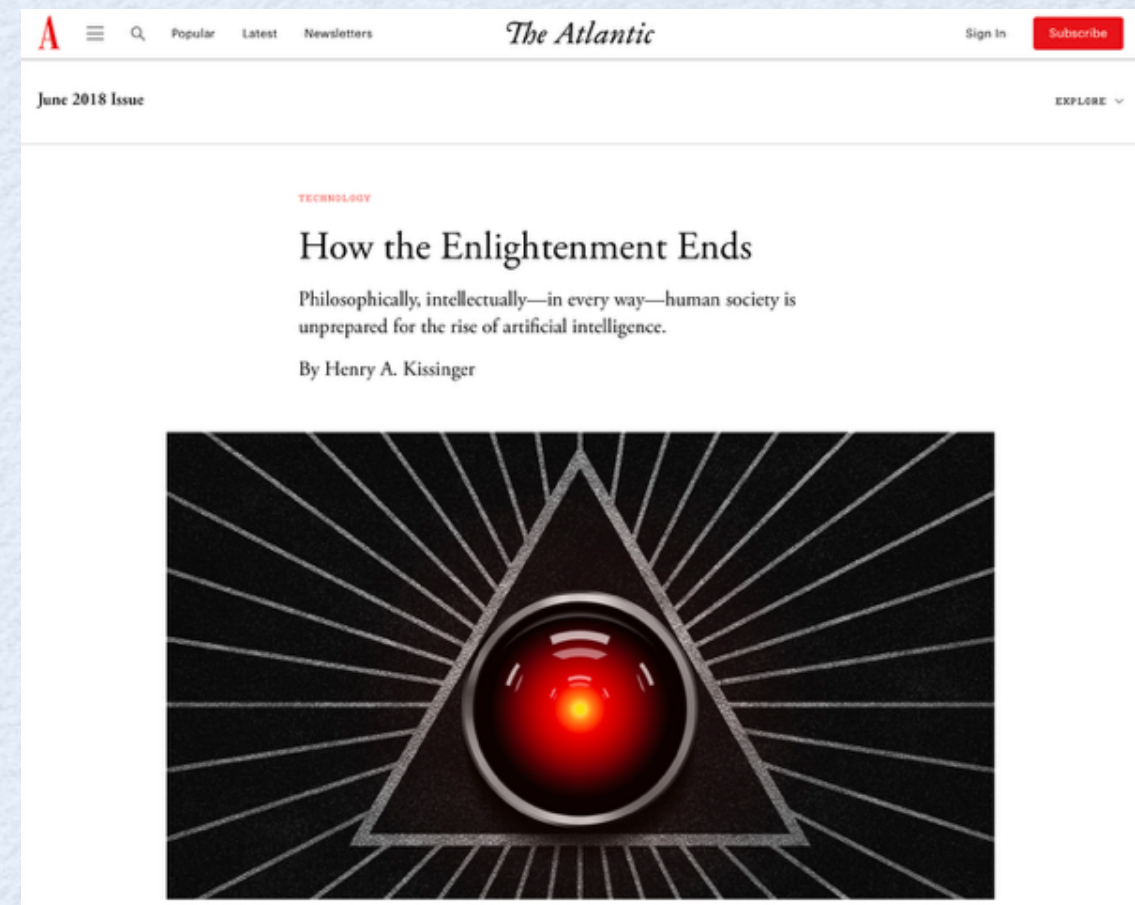 A Popular Latest Newsletters The Atlantic Sign In Subscribe
June 2018 Issue EXPLORE
TECHNOLOGY
How the Enlightenment Ends
Philosophically, intellectually—in every way—human society is
unprepared for the rise of artificial intelligence.
By Henry A. Kissinger